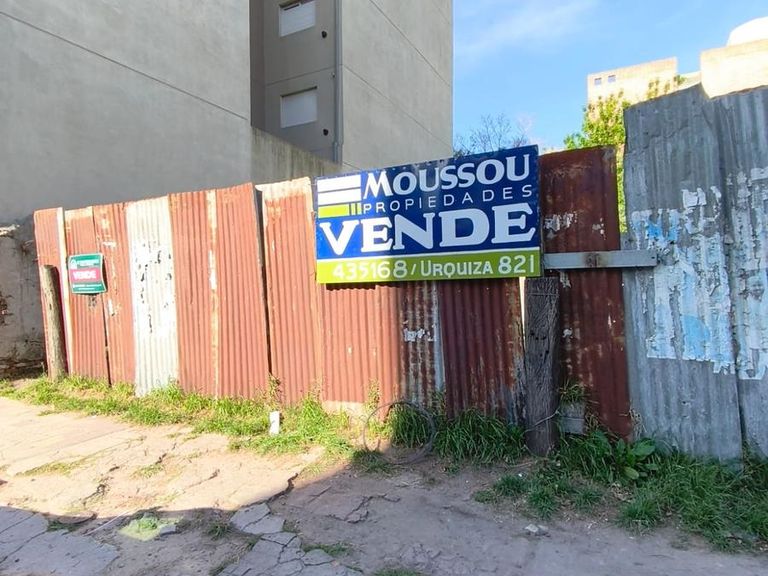 MOUSSOU
PROPIEDADES
VENDE
435168 / URQUIZA 821
VENDE